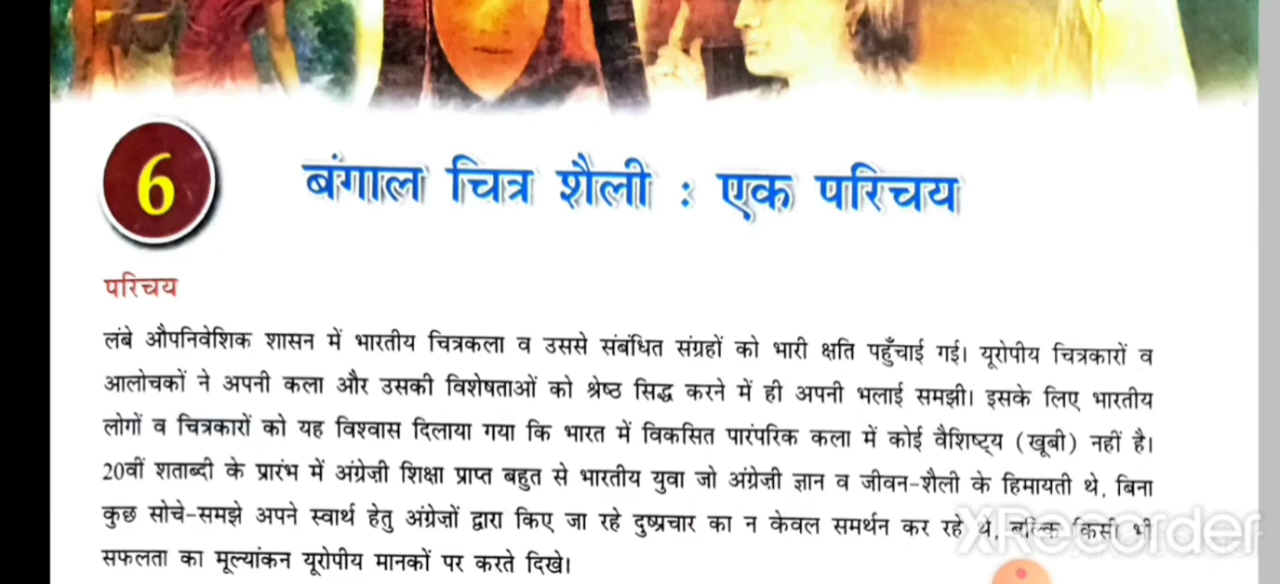 6
बंगाल चित्र शैली : एक परिचय
परिचय
लंबे औपनिवेशिक शासन में भारतीय चित्रकला व उससे संबंधित संग्रहों को भारी क्षति पहुँचाई गई। यूरोपीय चित्रकारों व
आलोचकों ने अपनी कला और उसकी विशेषताओं को श्रेष्ठ सिद्ध करने में ही अपनी भलाई समझी। इसके लिए भारतीय
लोगों व चित्रकारों को यह विश्वास दिलाया गया कि भारत में विकसित पारंपरिक कला में कोई वैशिष्ट्य (खूबी) नहीं है।
20वीं शताब्दी के प्रारंभ में अंग्रेज़ी शिक्षा प्राप्त बहुत से भारतीय युवा जो अंग्रेज़ी ज्ञान व जीवन-शैली के हिमायती थे, बिना
कुछ सोचे-समझे अपने स्वार्थ हेतु अंग्रेज़ों द्वारा किए जा रहे दुष्प्रचार का न केवल समर्थन कर रहे थे, बल्कि किसी भी
सफलता का मूल्यांकन यूरोपीय मानकों पर करते दिखे।
XRecorder